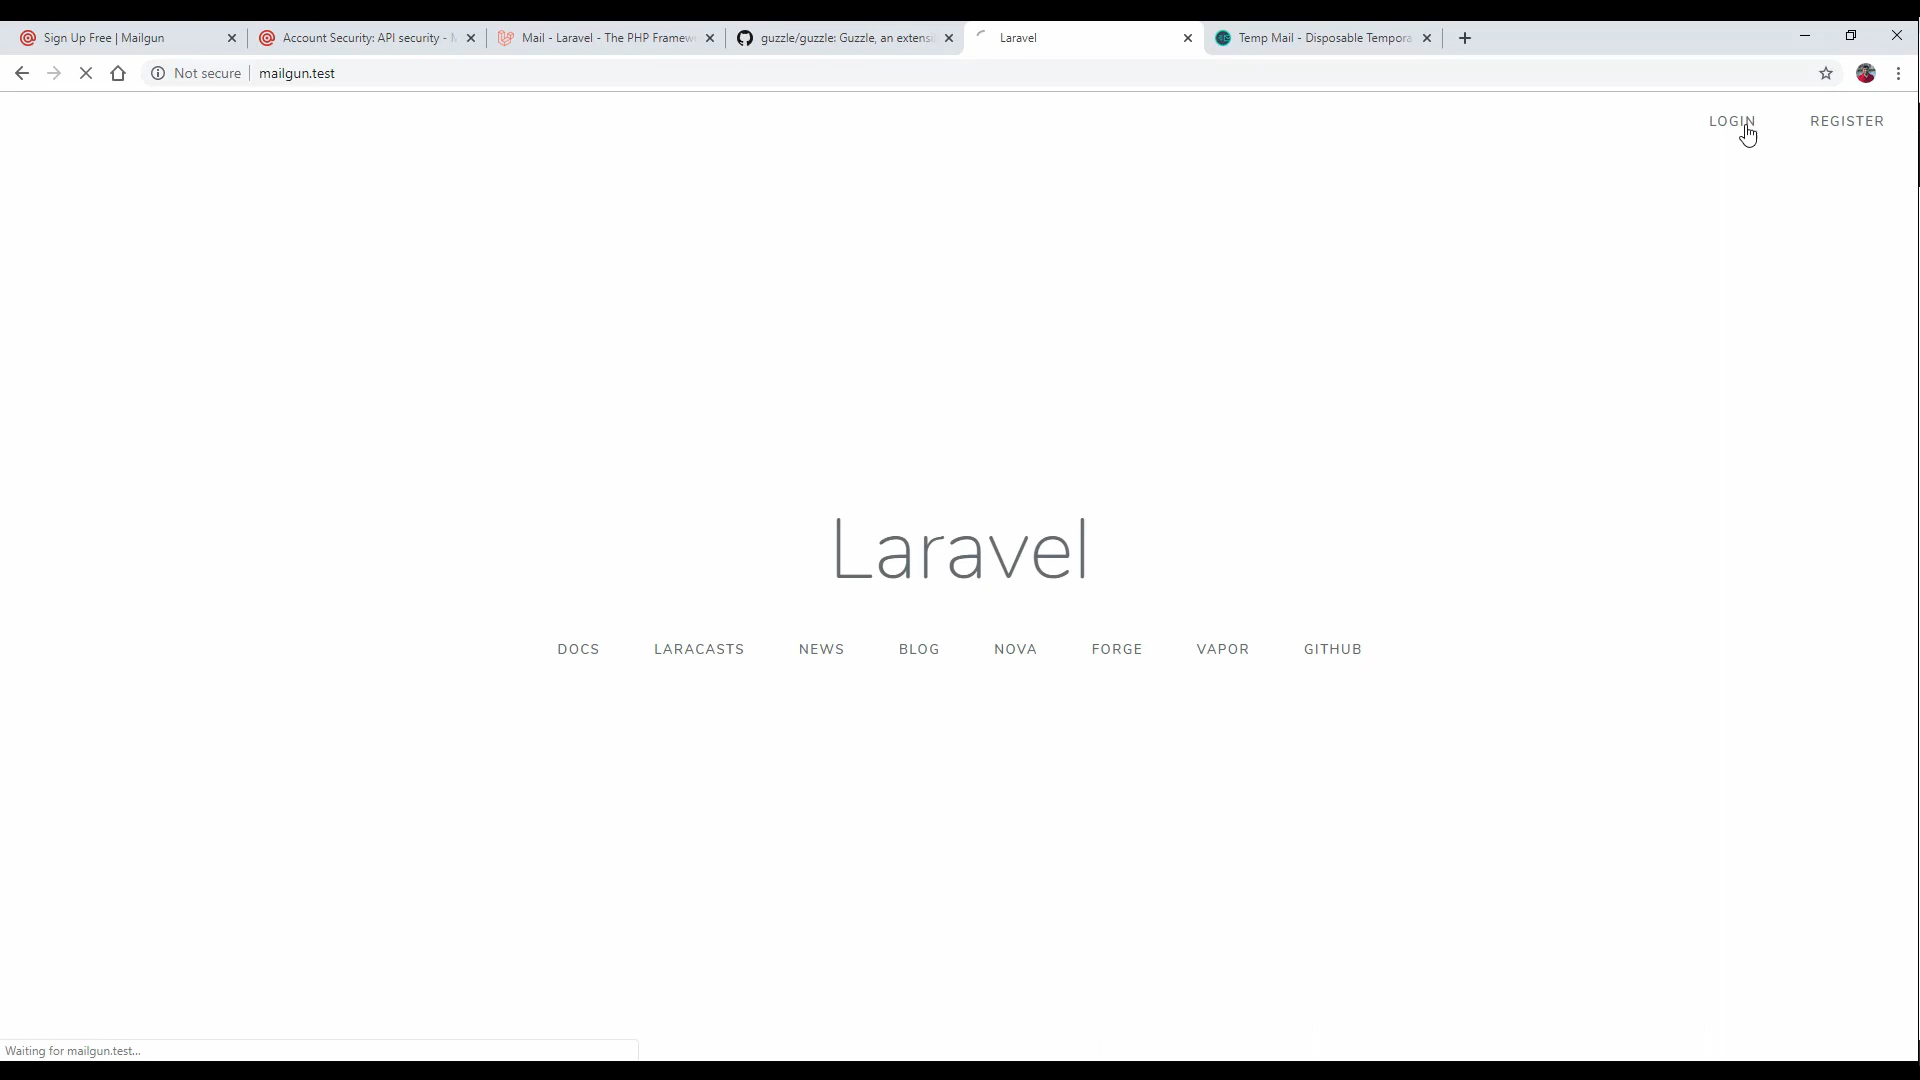 Sign Up Free | Mailgun
Account Security: API security - M
Mail - Laravel - The PHP Framew
guzzle/guzzle: Guzzle, an extensi
Laravel
Temp Mail - Disposable Tempora
Not secure | mailgun.test
LOGIN REGISTER
Laravel
DOCS LARACASTS NEWS BLOG NOVA FORGE VAPOR GITHUB
Waiting for mailgun.test...